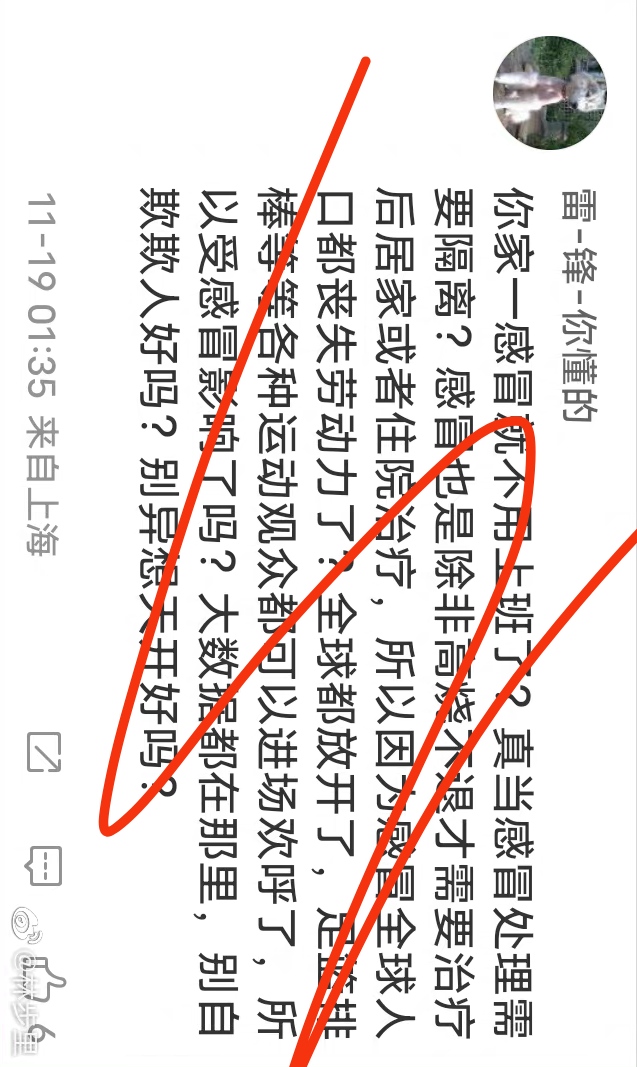 雷-锋-你懂的
你家一感冒就不用上班了？真当感冒处理需
要隔离？感冒也是除非高烧不退才需要治疗
后居家或者住院治疗，所以因为感冒全球人
口都丧失劳动力了？全球都放开了，足篮排
棒等等各种运动观众都可以进场欢呼了，所
以受感冒影响了吗？大数据都在那里，别自
欺欺人好吗？别异想天开好吗？
11-19 01:35 来自上海
6